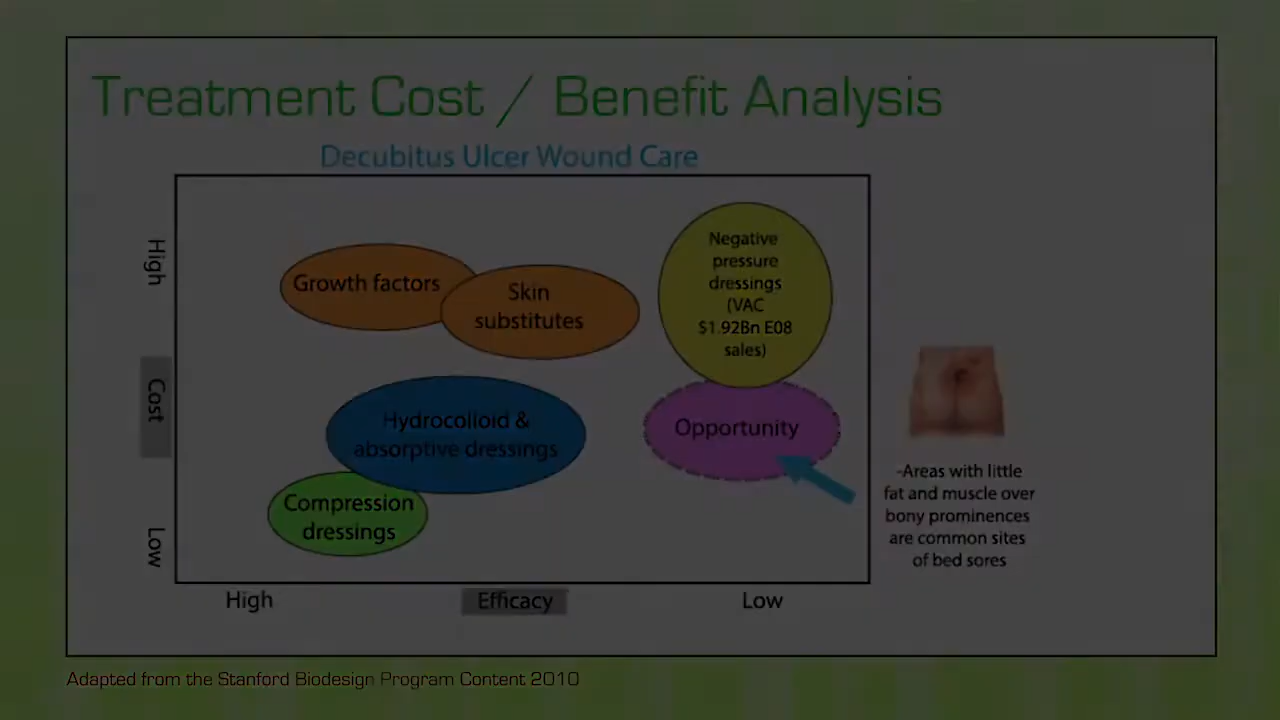 Treatment Cost / Benefit Analysis
Decubitus Ulcer Wound Care
High
Cost
Low
Growth factors
Skin
substitutes
Negative
pressure
dressings
(VAC
$1.92Bn E08
sales)
Hydrocolloid &
absorptive dressings
Opportunity
Compression
dressings
High
Efficacy
Low
-Areas with little
fat and muscle over
bony prominences
are common sites
of bed sores
Adapted from the Stanford Biodesign Program Content 2010